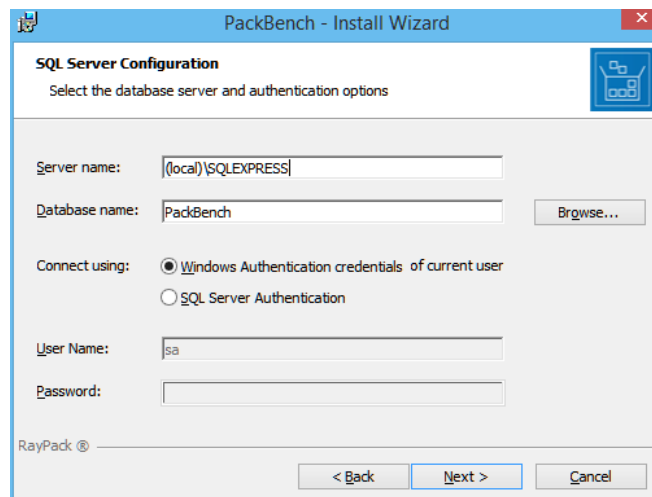 PackBench - Install Wizard
SQL Server Configuration
Select the database server and authentication options
Server name: (local)\SQLEXPRESS
Database name: PackBench Browse...
Connect using: Windows Authentication credentials of current user
SQL Server Authentication
User Name: sa
Password:
RayPack ®
< Back Next > Cancel